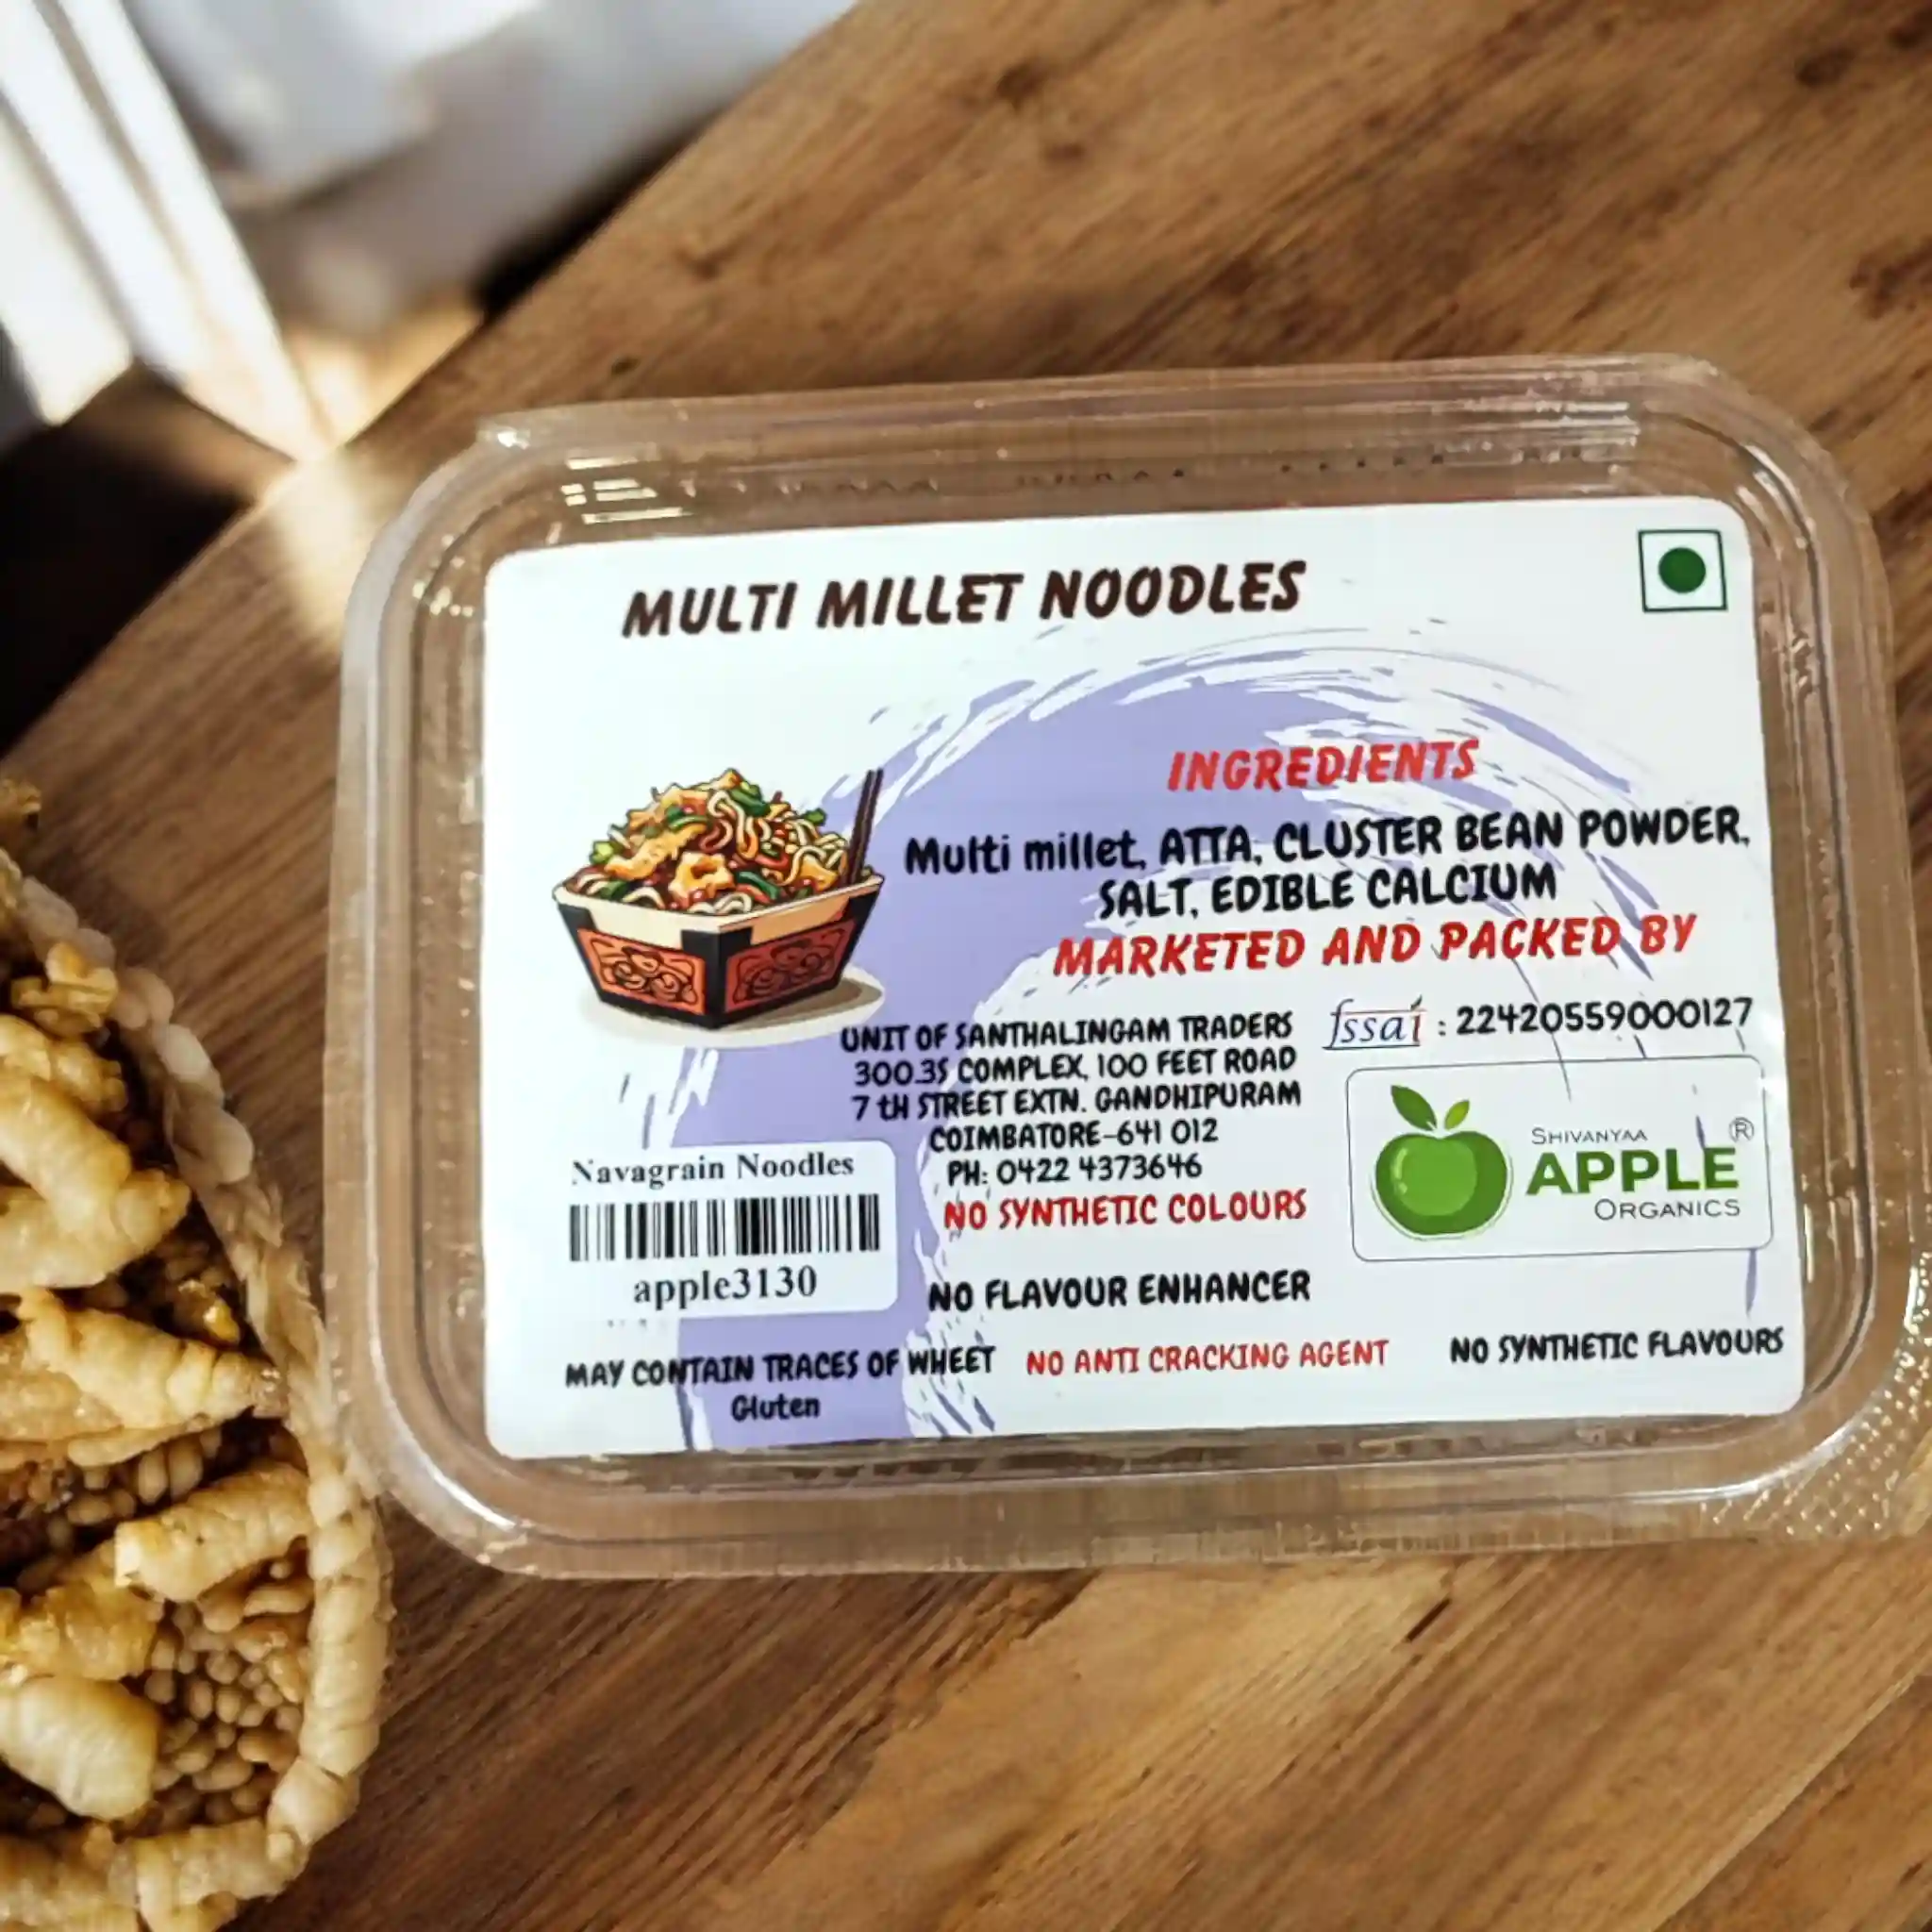 MULTI MILLET NOODLES
INGREDIENTS
Multi millet, ATTA, CLUSTER BEAN POWDER,
SALT, EDIBLE CALCIUM
MARKETED AND PACKED BY
UNIT OF SANTHALINGAM TRADERS
300.3S COMPLEX, 100 FEET ROAD
7 tH STREET EXTN. GANDHIPURAM
COIMBATORE-641 012
PH: 0422 4373646
fssai : 22420559000127
SHIVANYAA
APPLE ®
ORGANICS
Navagrain Noodles
apple3130
NO SYNTHETIC COLOURS
NO FLAVOUR ENHANCER
MAY CONTAIN TRACES OF WHEET
Gluten
NO ANTI CRACKING AGENT
NO SYNTHETIC FLAVOURS